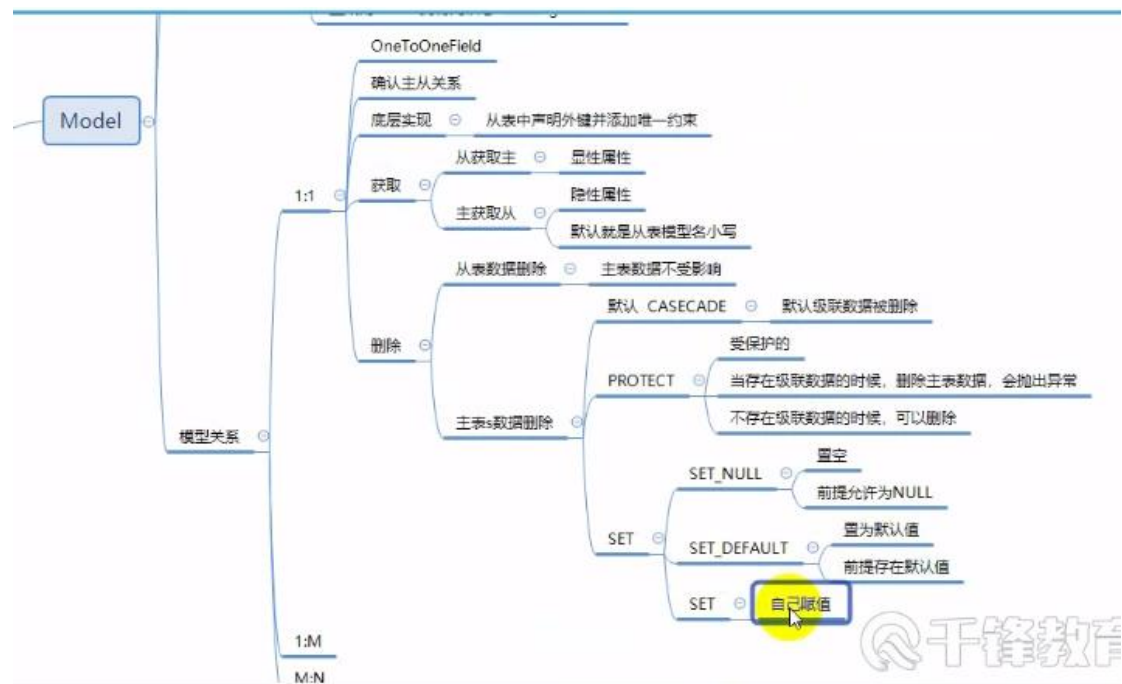 OneToOneField
确认主从关系
Model
底层实现 从表中声明外键并添加唯一约束
从获取主 显性属性
1:1 获取
隐性属性
主获取从
默认就是从表模型名小写
从表数据删除 主表数据不受影响
默认 CASECADE 默认级联数据被删除
删除
受保护的
PROTECT 当存在级联数据的时候，删除主表数据，会抛出异常
不存在级联数据的时候，可以删除
主表s数据删除
模型关系
置空
SET_NULL
前提允许为NULL
SET
置为默认值
SET_DEFAULT
前提存在默认值
SET 自己赋值
1:M
M:N
千锋教育